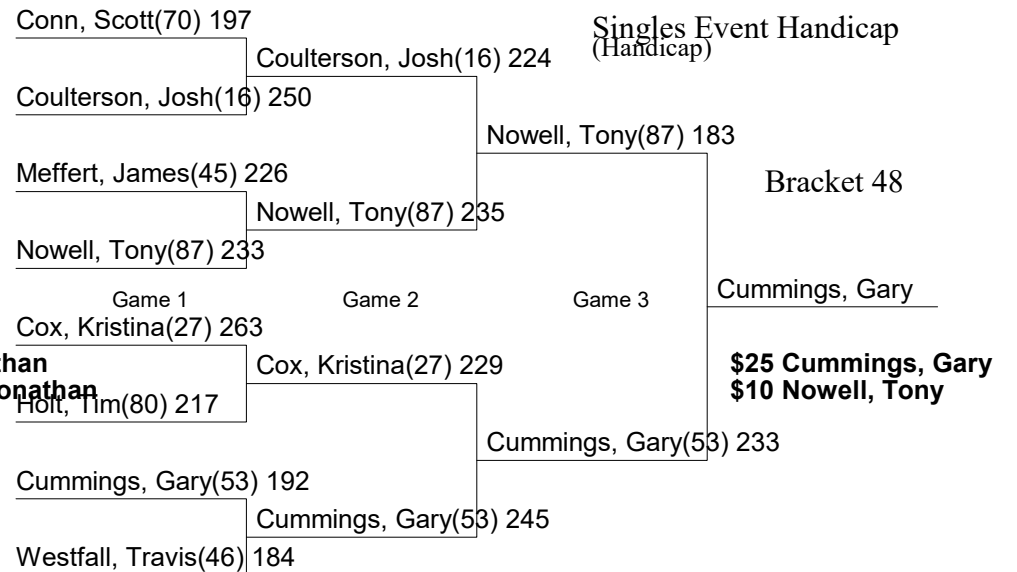 Conn, Scott(70) 197
Singles Event Handicap
(Handicap)
Coulterson, Josh(16) 224
Coulterson, Josh(16) 250
Nowell, Tony(87) 183
Meffert, James(45) 226
Bracket 48
Nowell, Tony(87) 235
Nowell, Tony(87) 233
Game 1
Game 2
Game 3
Cummings, Gary
Cox, Kristina(27) 263
Cox, Kristina(27) 229
$25 Cummings, Gary
$10 Nowell, Tony
Holt, Tim(80) 217
Cummings, Gary(53) 233
Cummings, Gary(53) 192
Cummings, Gary(53) 245
Westfall, Travis(46) 184